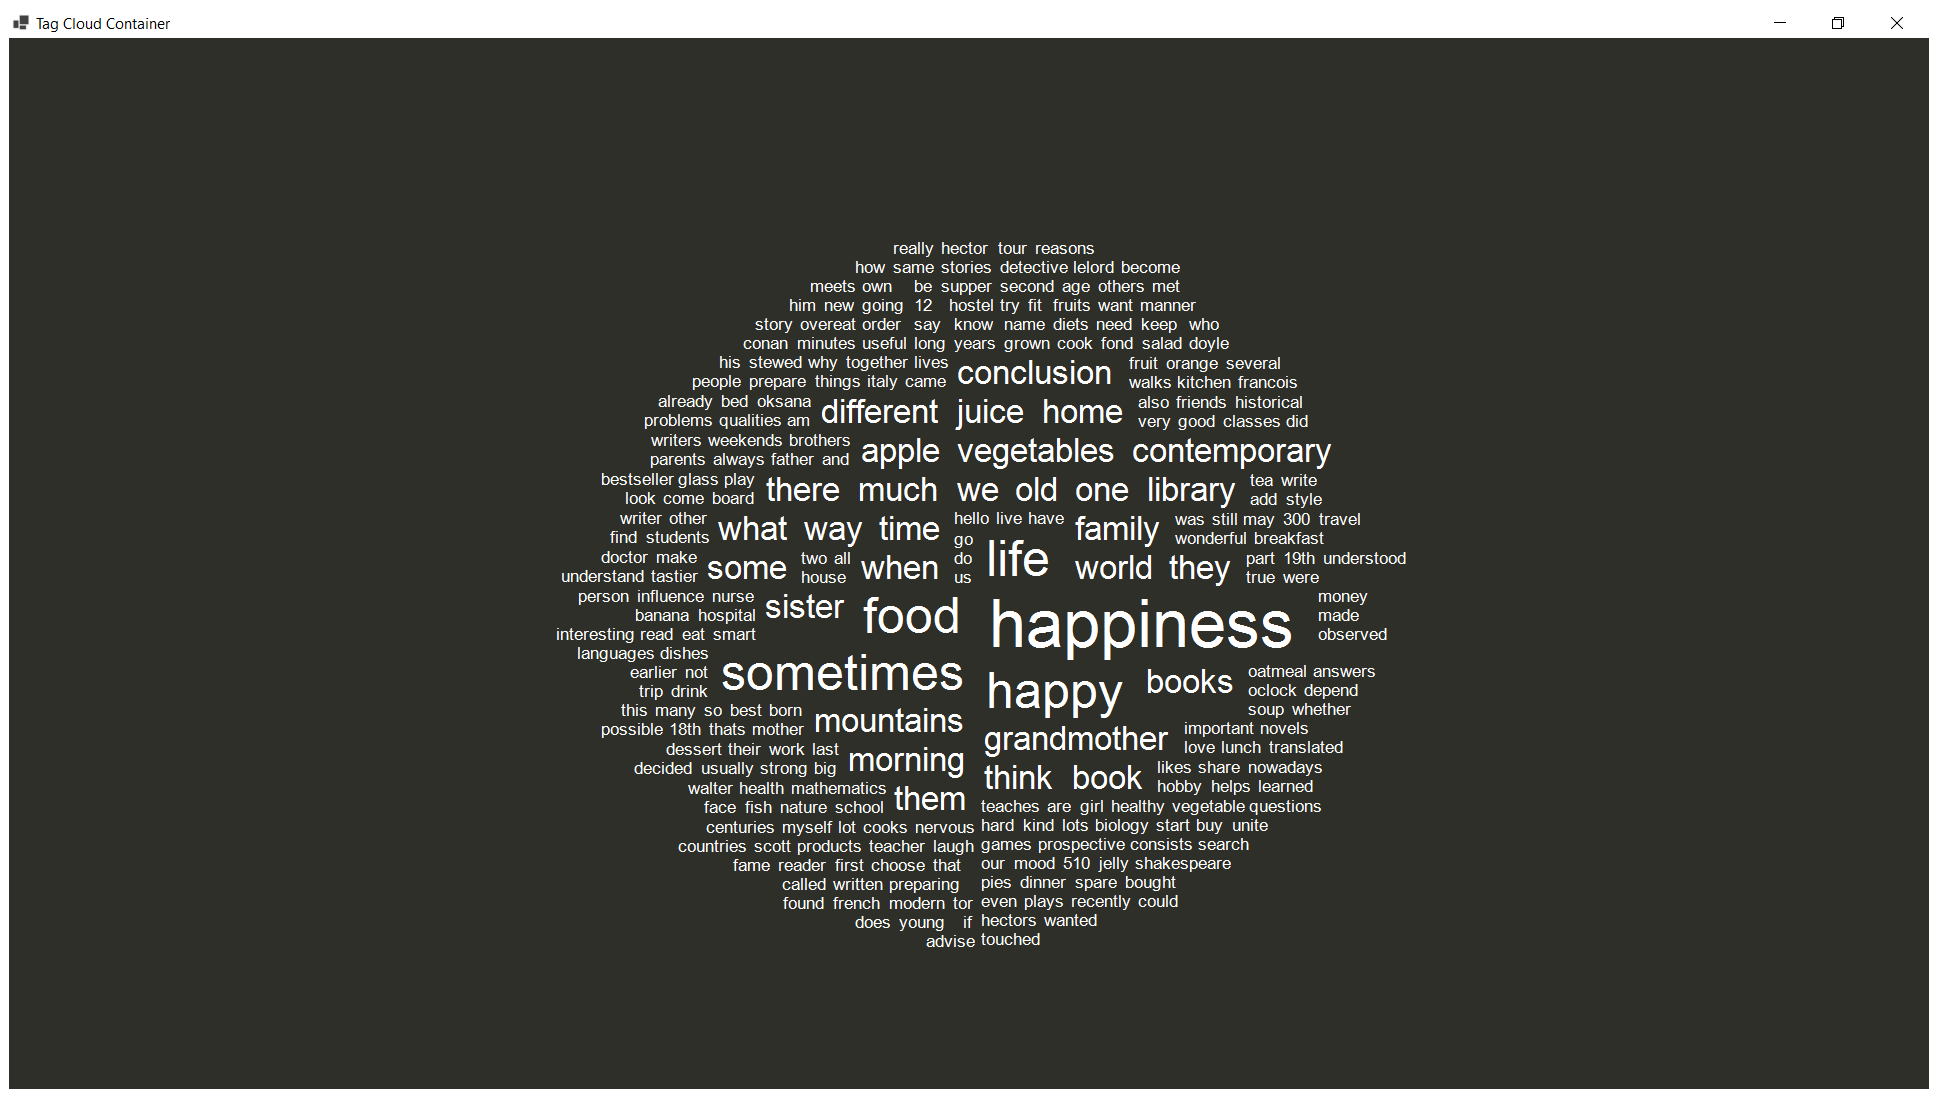 Tag Cloud Container
really hector tour reasons
how same stories detective lelord become
meets own be supper second age others met
him new going 12 hostel try fit fruits want manner
story overeat order say know name diets need keep who
conan minutes useful long years grown cook fond salad doyle
his stewed why together lives conclusion fruit orange several
people prepare things italy came walks kitchen francois
already bed oksana different juice home also friends historical
problems qualities am very good classes did
writers weekends brothers apple vegetables contemporary
parents always father and
bestseller glass play there much we old one library tea write
look come board add style
writer other what way time hello live have family was still may 300 travel
find students go life wonderful breakfast
doctor make some two all when do world they part 19th understood
understand tastier house us true were
person influence nurse sister food happiness money
banana hospital made
interesting read eat smart observed
languages dishes sometimes
earlier not happy books oatmeal answers
trip drink oclock depend
this many so best born mountains soup whether
possible 18th thats mother grandmother important novels
dessert their work last morning love lunch translated
decided usually strong big think book likes share nowadays
walter health mathematics them hobby helps learned
face fish nature school teaches are girl healthy vegetable questions
centuries myself lot cooks nervous hard kind lots biology start buy unite
countries scott products teacher laugh games prospective consists search
fame reader first choose that our mood 510 jelly shakespeare
called written preparing pies dinner spare bought
found french modern tor even plays recently could
does young if hectors wanted
advise touched